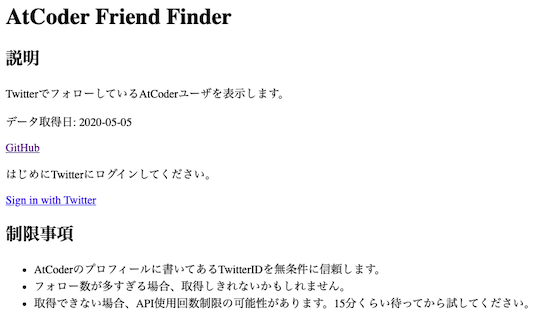 AtCoder Friend Finder
説明
TwitterでフォローしているAtCoderユーザを表示します。
データ取得日: 2020-05-05
GitHub
はじめにTwitterにログインしてください。
Sign in with Twitter
制限事項
AtCoderのプロフィールに書いてあるTwitterIDを無条件に信頼します。
フォロー数が多すぎる場合、取得しきれないかもしれません。
取得できない場合、API使用回数制限の可能性があります。15分くらい待ってから試してください。